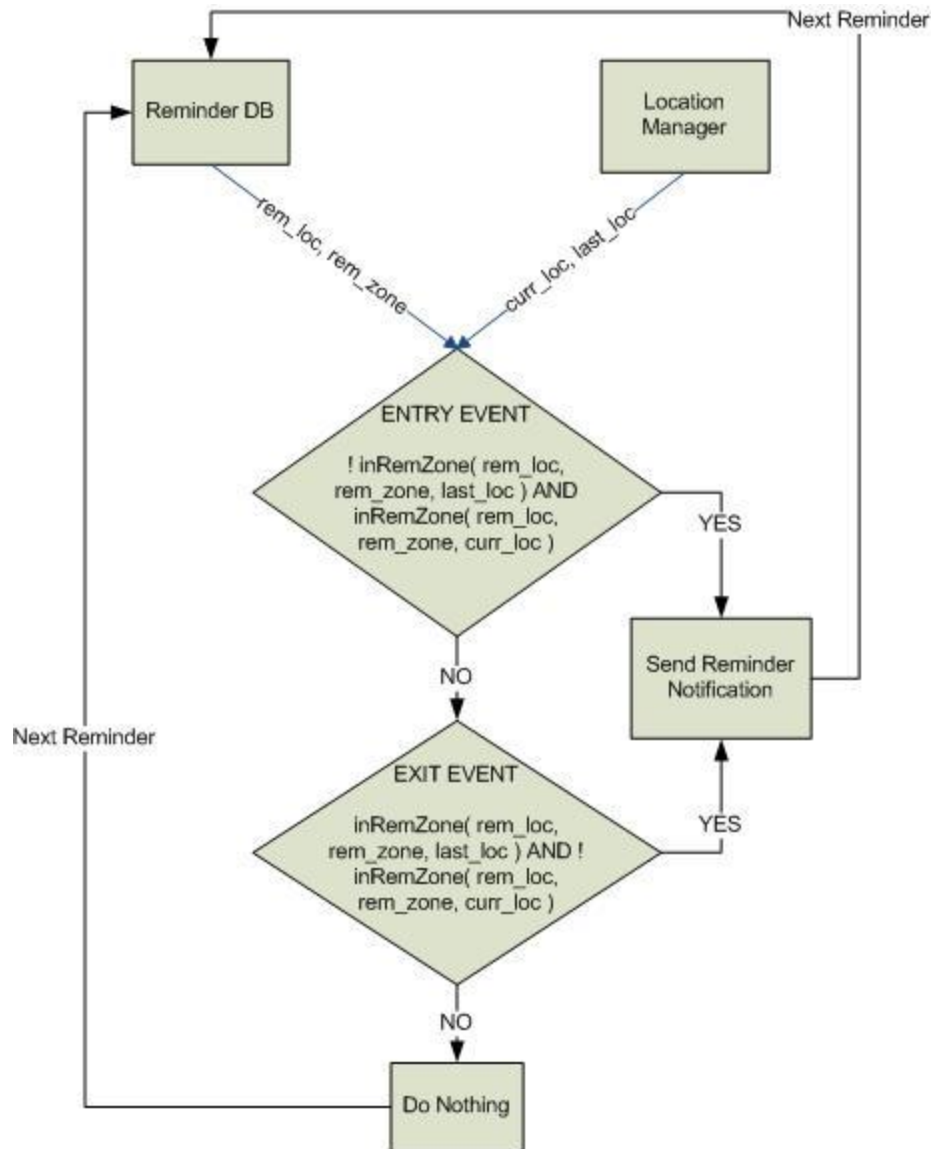 Next Reminder
Reminder DB
Location
Manager
rem_loc, rem_zone
curr_loc, last_loc
ENTRY EVENT
! inRemZone( rem_loc,
rem_zone, last_loc ) AND
inRemZone( rem_loc,
rem_zone, curr_loc )
YES
Send Reminder
Notification
NO
Next Reminder
EXIT EVENT
inRemZone( rem_loc,
rem_zone, last_loc ) AND !
inRemZone( rem_loc,
rem_zone, curr_loc )
YES
NO
Do Nothing